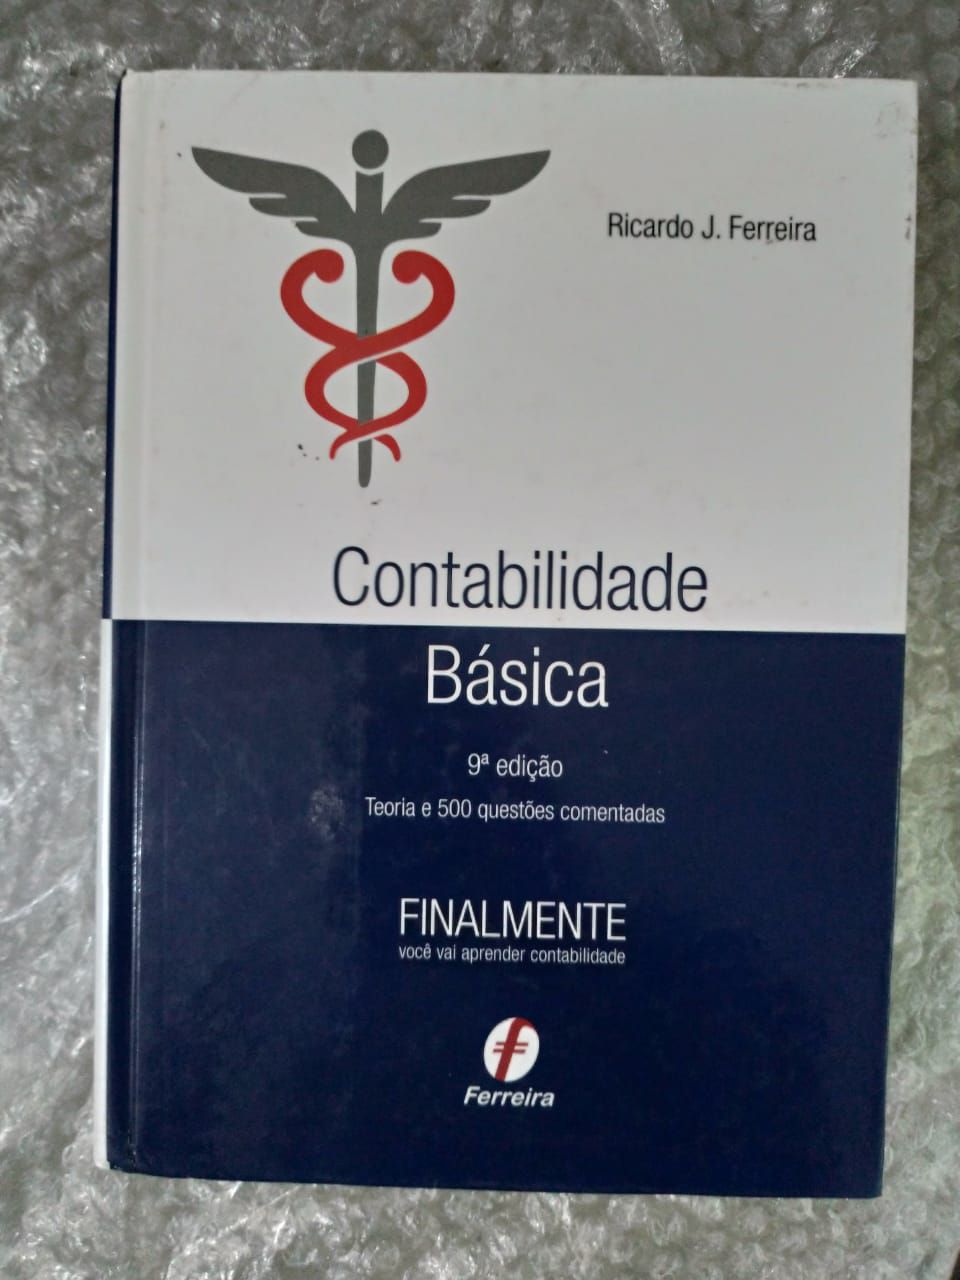 Ricardo J. Ferreira
Contabilidade
Básica
9ª edição
Teoria e 500 questões comentadas
FINALMENTE
você vai aprender contabilidade
Ferreira